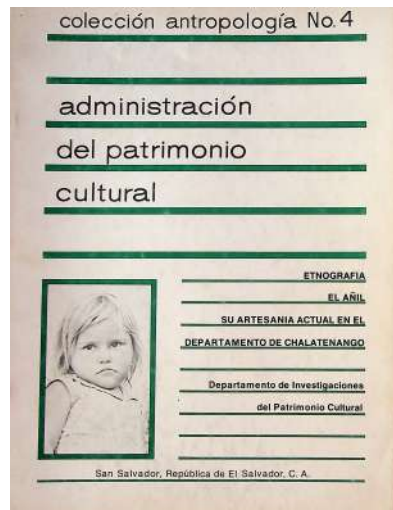 colección antropología No. 4
administración
del patrimonio
cultural
ETNOGRAFIA
EL AÑIL
SU ARTESANIA ACTUAL EN EL
DEPARTAMENTO DE CHALATENANGO
Departamento de Investigaciones
del Patrimonio Cultural
San Salvador, República de El Salvador, C. A.